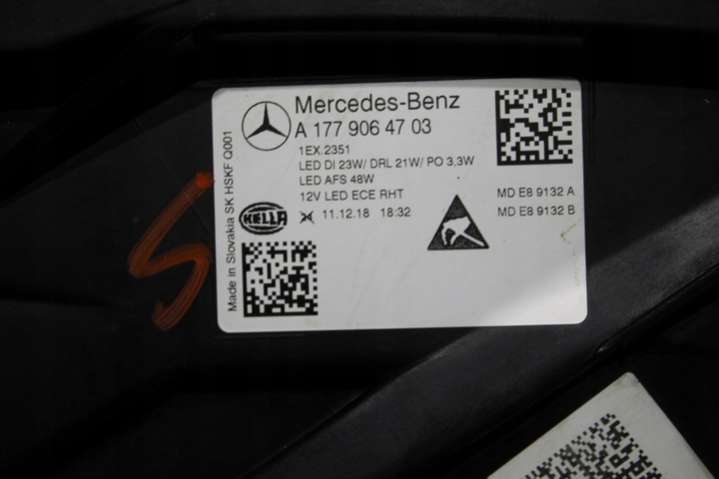 Mercedes-Benz
A 177 906 47 03
1EX.2351
LED DI 23W/ DRL 21W/ PO 3,3W
LED AFS 48W
12V LED ECE RHT
HELLA
11.12.18 18:32
MD E8 9132 A
MD E8 9132 B
Made in Slovakia SK HSKF Q001
S